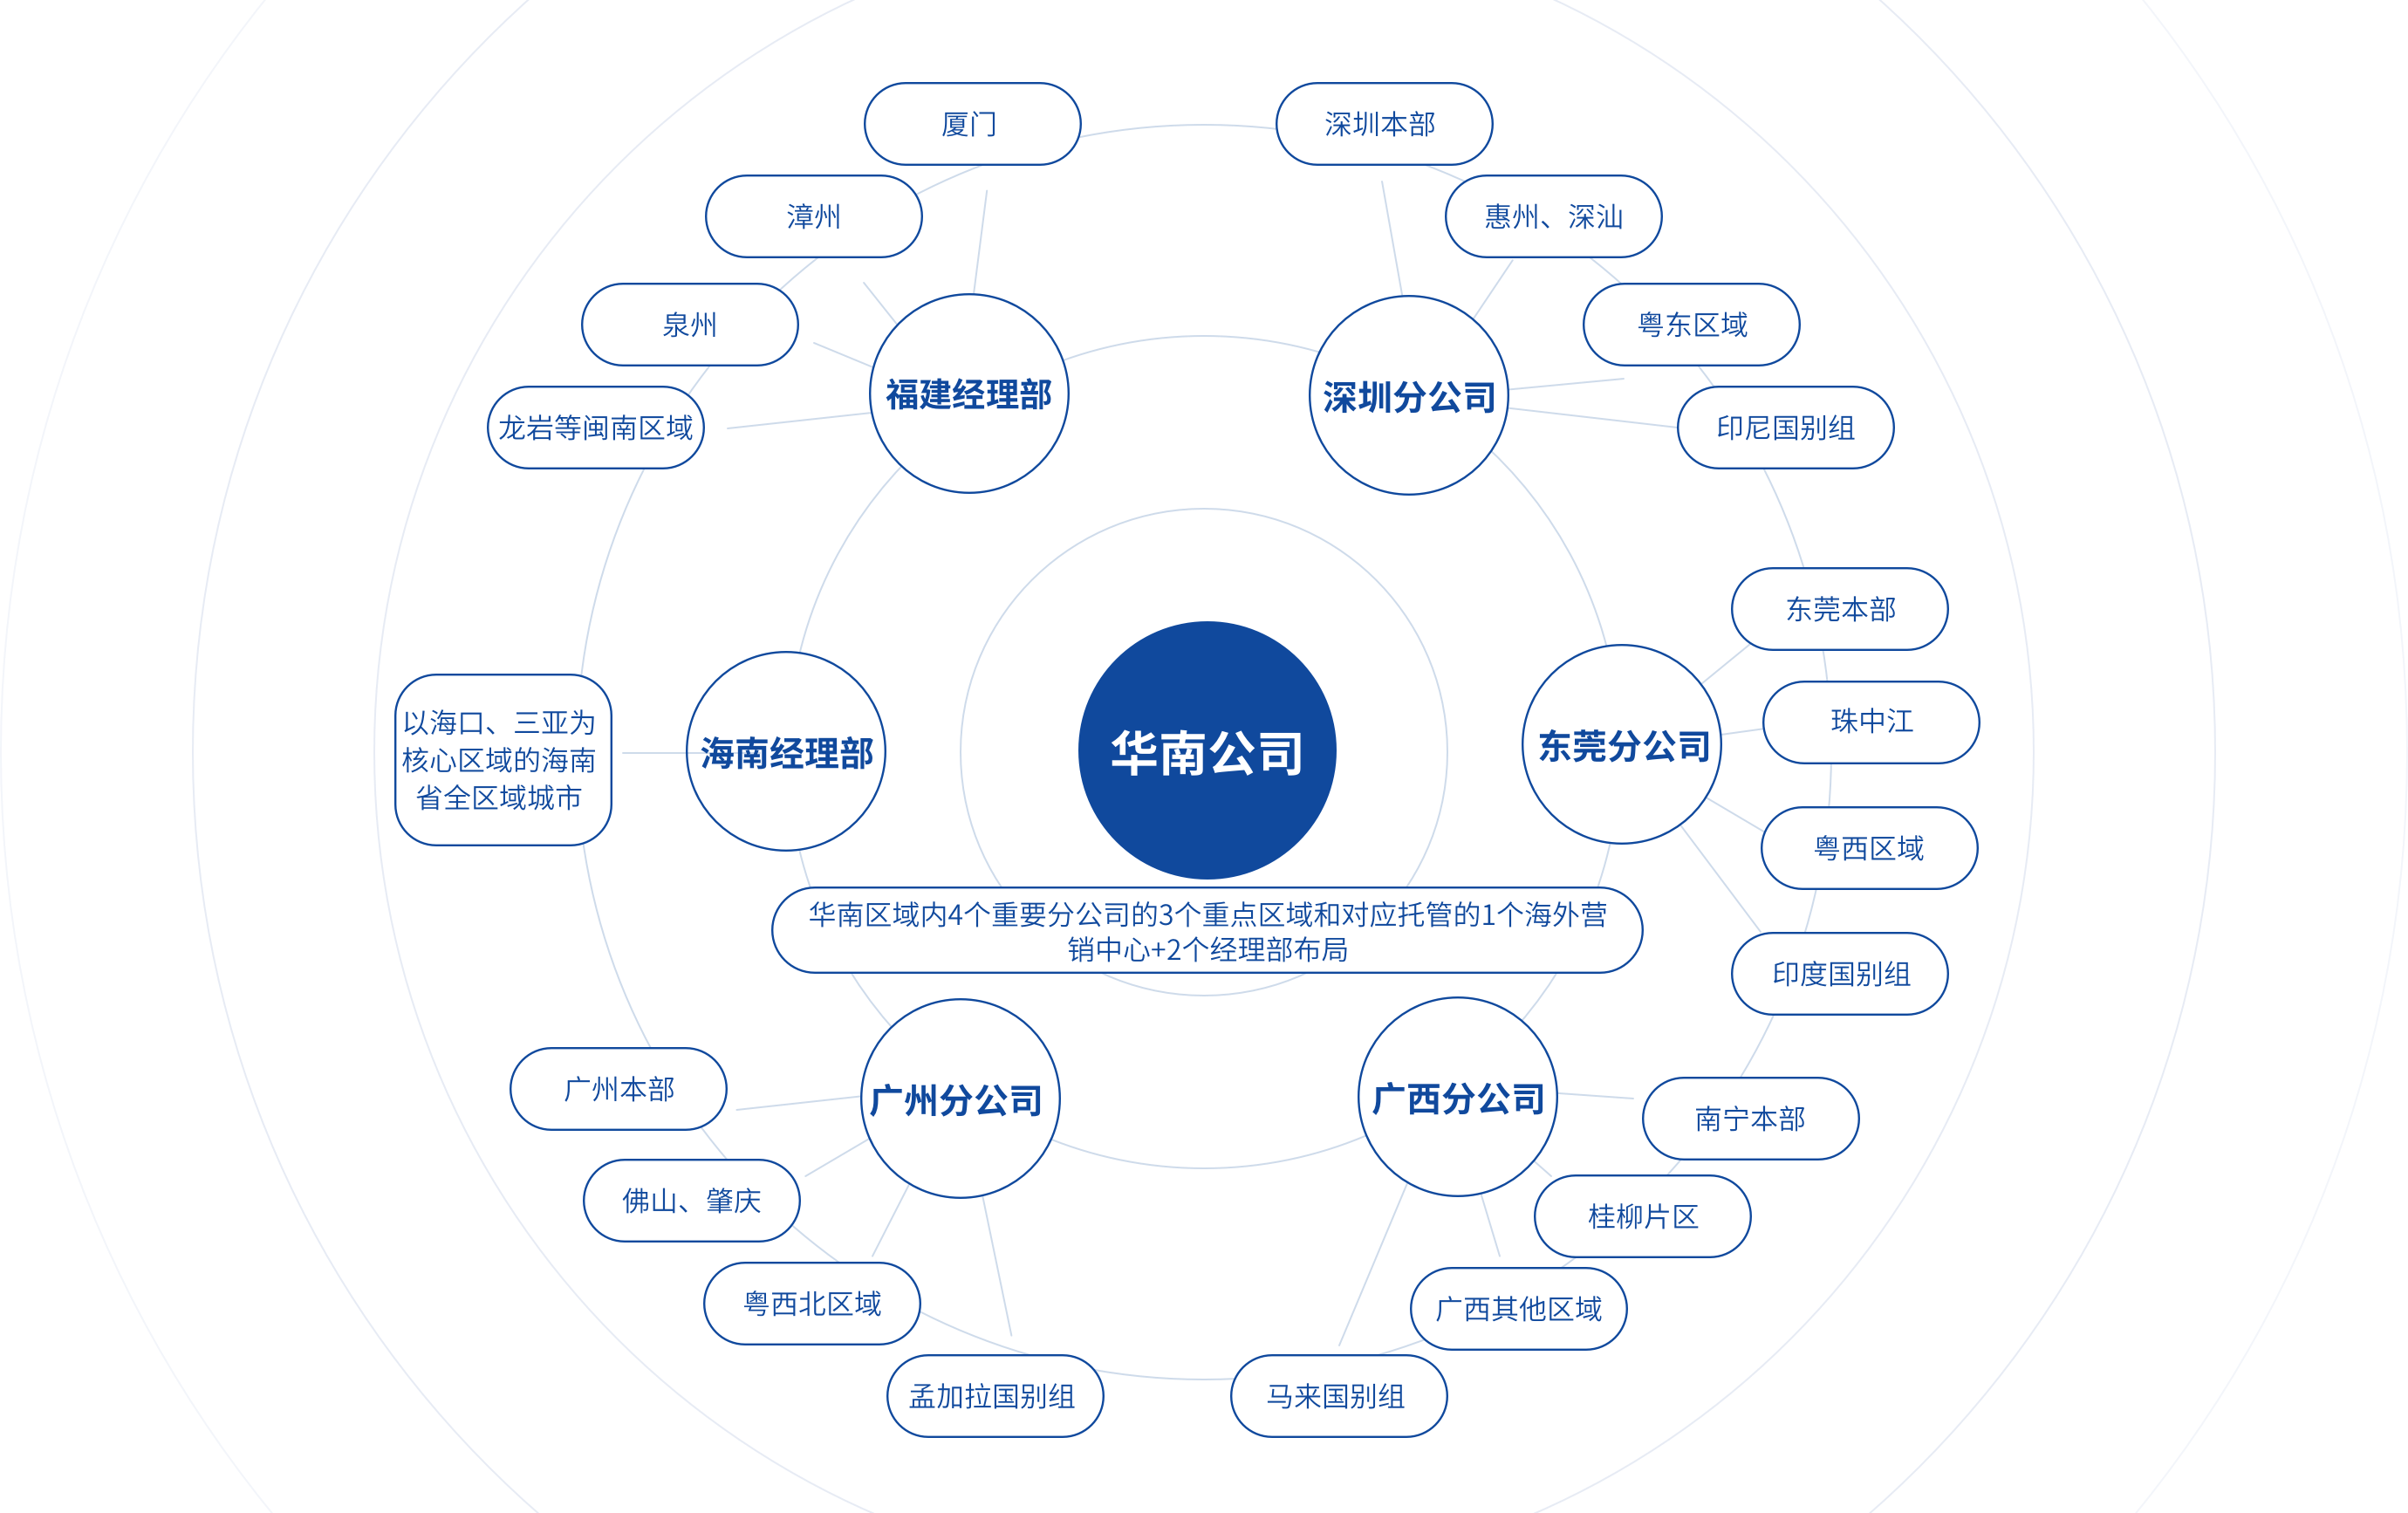 厦门
深圳本部
漳州
惠州、深汕
泉州
粤东区域
龙岩等闽南区域
印尼国别组
福建经理部
深圳分公司
东莞本部
珠中江
以海口、三亚为
核心区域的海南
省全区域城市
海南经理部
华南公司
东莞分公司
粤西区域
华南区域内4个重要分公司的3个重点区域和对应托管的1个海外营
销中心+2个经理部布局
印度国别组
广州本部
广州分公司
广西分公司
南宁本部
佛山、肇庆
桂柳片区
粤西北区域
广西其他区域
孟加拉国别组
马来国别组